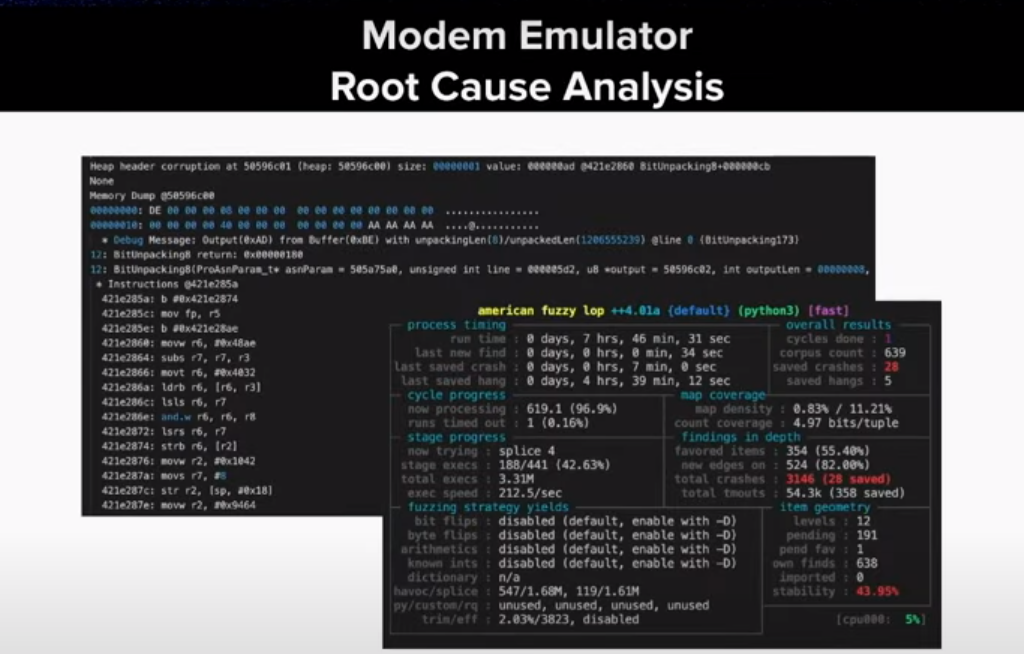 Modem Emulator
Root Cause Analysis
Heap header corruption at 50596c01 (heap: 50596c00) size: 00000001 value: 000000ad @421e2860 BitUnpacking8+000000cb
None
Memory Dump @50596c00
00000000: DE 00 00 00 08 00 00 00 00 00 00 00 00 00 00 00 ................
00000010: 00 00 00 00 40 00 00 00 00 00 00 00 AA AA AA AA ....@...........
* Debug Message: Output(0xAD) from Buffer(0xBE) with unpackingLen(8)/unpackedLen(1206555239) @line 0 (BitUnpacking173)
12: BitUnpacking8 return: 0x00000180
12: BitUnpacking8(ProAsnParam_t* asnParam = 505a75a0, unsigned int line = 000005d2, u8 *output = 50596c02, int outputLen = 00000008,
* Instructions @421e285a
421e285a: b #0x421e2874
421e285c: mov fp, r5
421e285e: b #0x421e28ae
421e2860: movw r6, #0x48ae
421e2864: subs r7, r7, r3
421e2866: movt r6, #0x4032
421e286a: ldrb r6, [r6, r3]
421e286c: lsls r6, r7
421e286e: and.w r6, r6, r8
421e2872: lsrs r6, r7
421e2874: strb r6, [r2]
421e2876: movw r2, #0x1042
421e287a: movs r7, #8
421e287c: str r2, [sp, #0x18]
421e287e: movw r2, #0x9464
american fuzzy lop ++4.01a {default} (python3) [fast]
process timing overall results
run time : 0 days, 7 hrs, 46 min, 31 sec cycles done : 1
last new find : 0 days, 0 hrs, 0 min, 34 sec corpus count : 639
last saved crash : 0 days, 0 hrs, 7 min, 0 sec saved crashes : 28
last saved hang : 0 days, 4 hrs, 39 min, 12 sec saved hangs : 5
cycle progress map coverage
now processing : 619.1 (96.9%) map density : 0.83% / 11.21%
runs timed out : 1 (0.16%) count coverage : 4.97 bits/tuple
stage progress findings in depth
now trying : splice 4 favored items : 354 (55.40%)
stage execs : 188/441 (42.63%) new edges on : 524 (82.00%)
total execs : 3.31M total crashes : 3146 (28 saved)
exec speed : 212.5/sec total tmouts : 54.3k (358 saved)
fuzzing strategy yields item geometry
bit flips : disabled (default, enable with -D) levels : 12
byte flips : disabled (default, enable with -D) pending : 191
arithmetics : disabled (default, enable with -D) pend fav : 1
known ints : disabled (default, enable with -D) own finds : 638
dictionary : n/a imported : 0
havoc/splice : 547/1.68M, 119/1.61M stability : 43.95%
py/custom/rq : unused, unused, unused, unused
trim/eff : 2.03%/3823, disabled [cpu000: 5%]